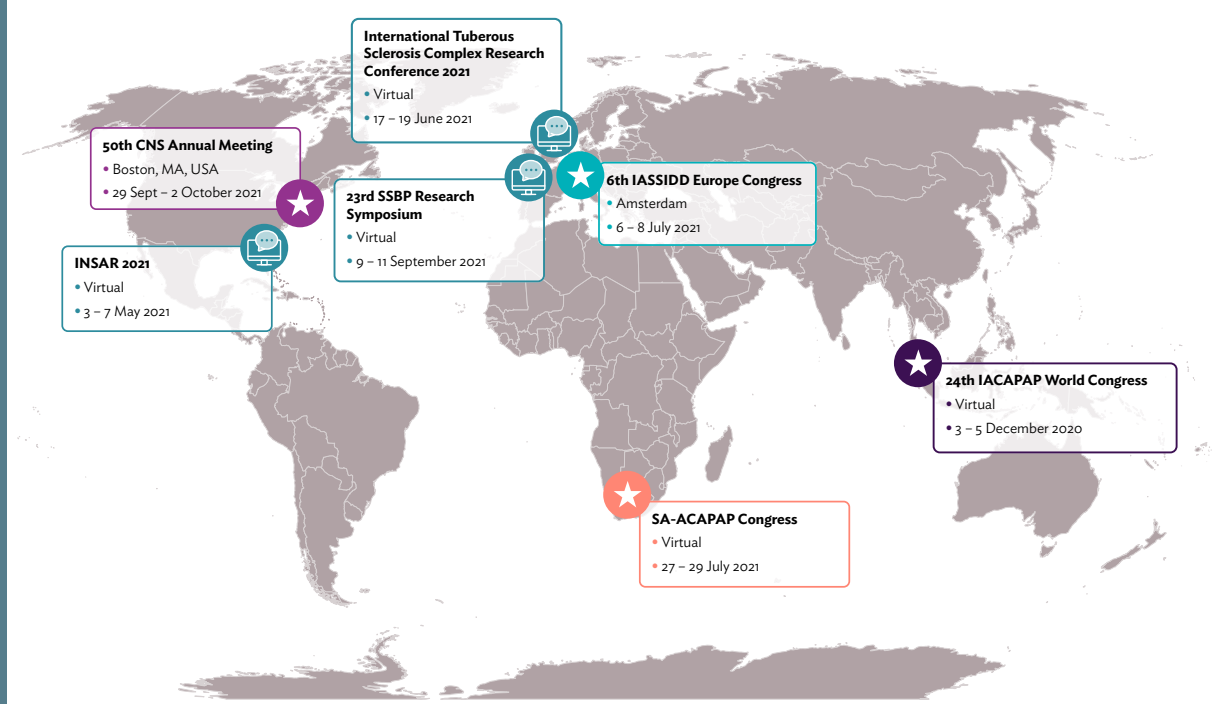 International Tuberous
Sclerosis Complex Research
Conference 2021
• Virtual
• 17 – 19 June 2021
50th CNS Annual Meeting
• Boston, MA, USA
• 29 Sept – 2 October 2021
23rd SSBP Research
Symposium
• Virtual
• 9 – 11 September 2021
6th IASSIDD Europe Congress
• Amsterdam
• 6 – 8 July 2021
INSAR 2021
• Virtual
• 3 – 7 May 2021
24th IACAPAP World Congress
• Virtual
• 3 – 5 December 2020
SA-ACAPAP Congress
• Virtual
• 27 – 29 July 2021